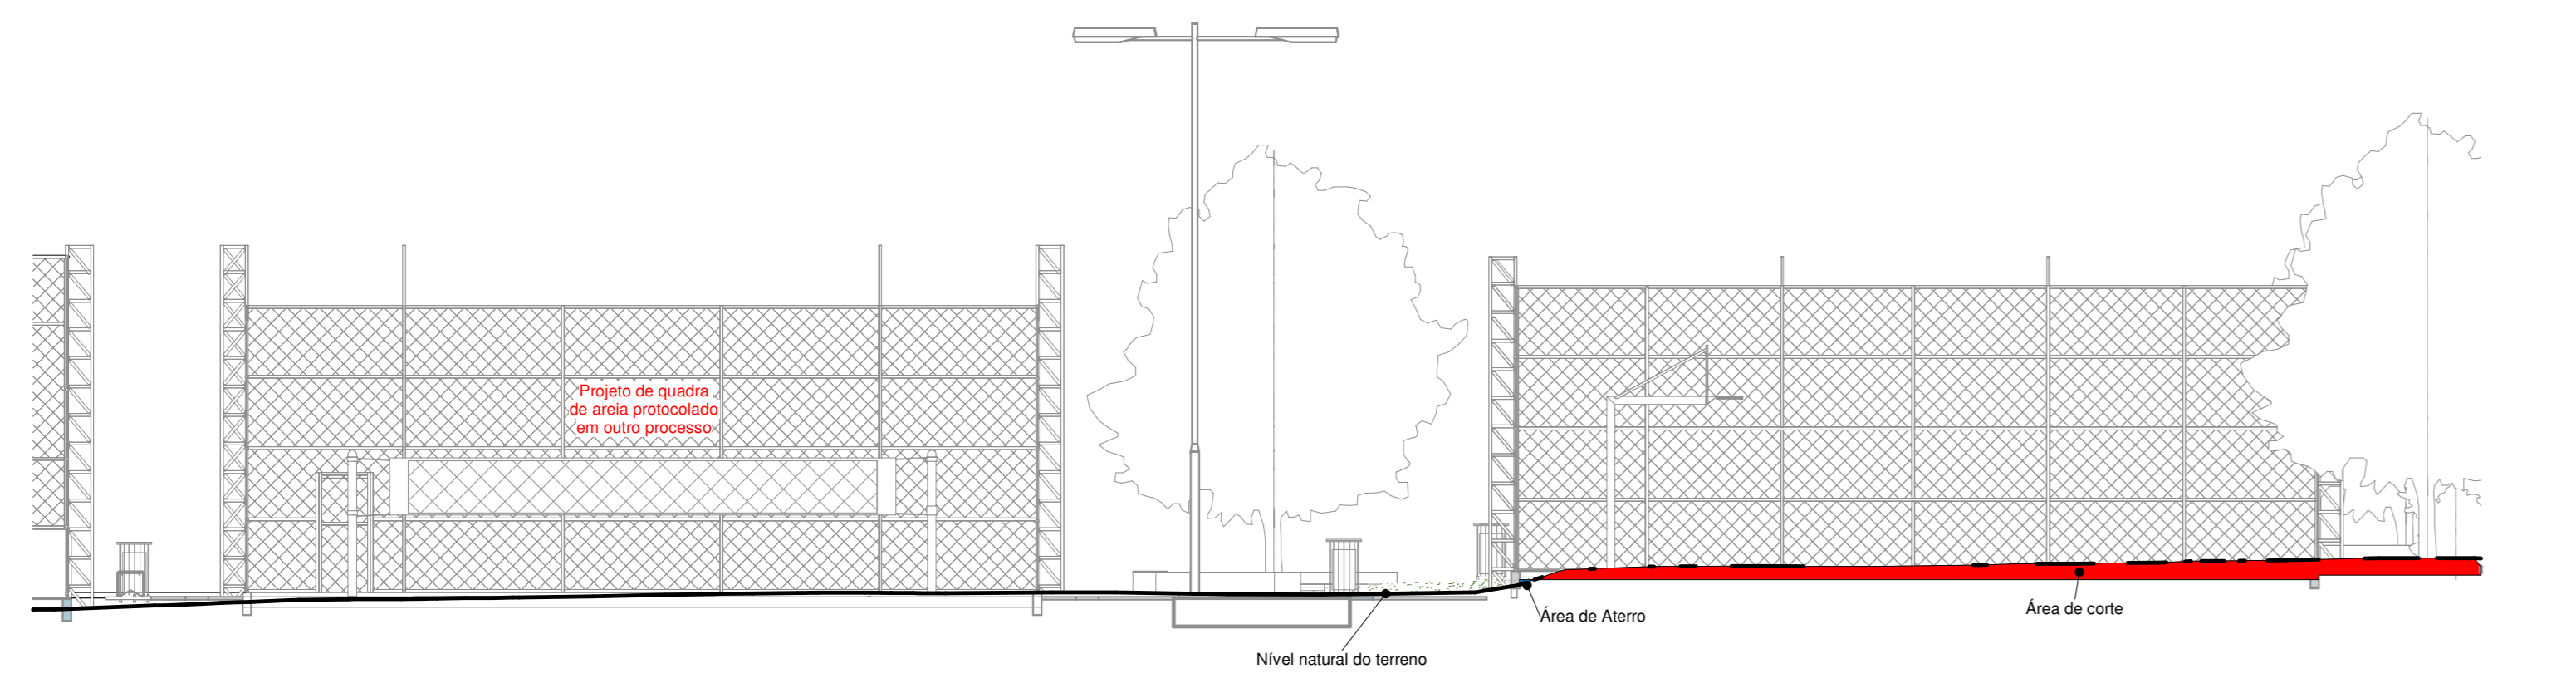 Projeto de quadra
de areia protocolado
em outro processo
Área de Aterro
Área de corte
Nível natural do terreno